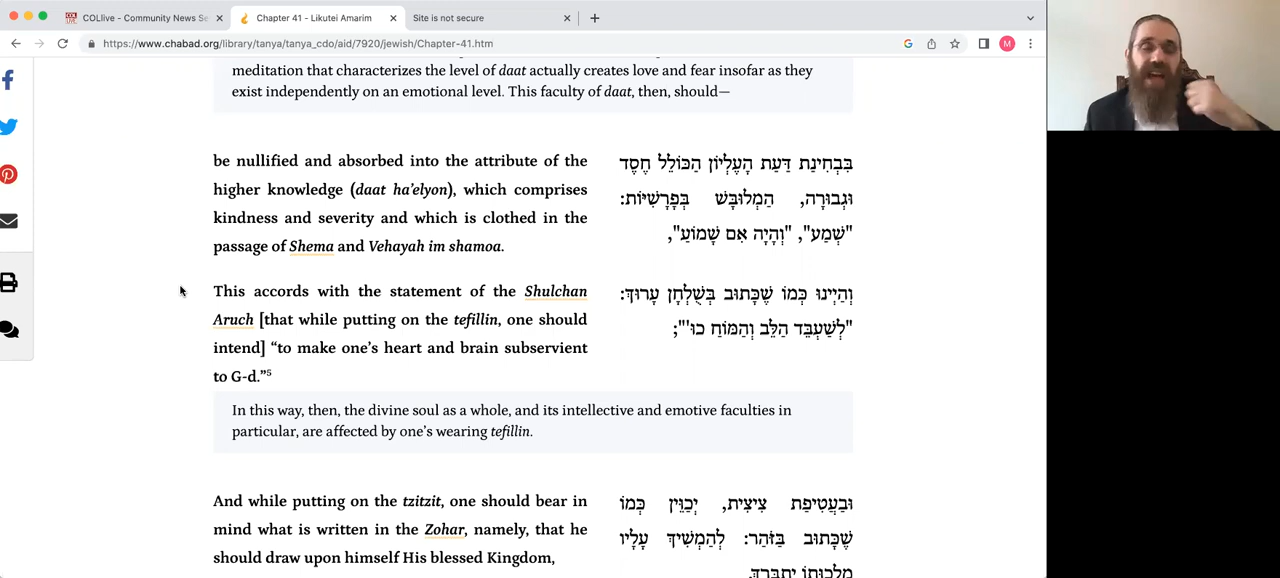 COLlive - Community News Se
Chapter 41 - Likutei Amarim
Site is not secure
https://www.chabad.org/library/tanya/tanya_cdo/aid/7920/jewish/Chapter-41.htm
M
meditation that characterizes the level of daat actually creates love and fear insofar as they
exist independently on an emotional level. This faculty of daat, then, should—
be nullified and absorbed into the attribute of the
higher knowledge (daat ha’elyon), which comprises
kindness and severity and which is clothed in the
passage of Shema and Vehayah im shamoa.
בִּבְחִינַת דַּעַת הָעֶלְיוֹן הַכּוֹלֵל חֶסֶד
וּגְבוּרָה, הַמְלוּבָּשׁ בְּפָרָשִׁיּוֹת:
"שְׁמַע", "וְהָיָה אִם שָׁמוֹעַ",
This accords with the statement of the Shulchan
Aruch [that while putting on the tefillin, one should
intend] “to make one’s heart and brain subservient
to G-d.”5
וְהַיְינוּ כְּמוֹ שֶׁכָּתוּב בְּשֻׁלְחָן עָרוּךְ:
"לְשַׁעְבֵּד הַלֵּב וְהַמּוֹחַ כוּ'";
In this way, then, the divine soul as a whole, and its intellective and emotive faculties in
particular, are affected by one’s wearing tefillin.
And while putting on the tzitzit, one should bear in
mind what is written in the Zohar, namely, that he
should draw upon himself His blessed Kingdom,
וּבַעֲטִיפַת צִיצִית, יְכַוֵּין כְּמוֹ
שֶׁכָּתוּב בַּזֹּהַר: לְהַמְשִׁיךְ עָלָיו
מַלְכוּתוֹ יִתְבָּרֵךְ,